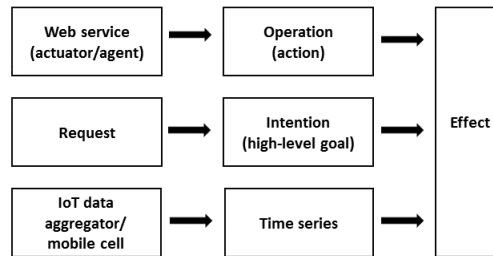 Web service
(actuator/agent)
Operation
(action)
Request
Intention
(high-level goal)
Effect
IoT data
aggregator/
mobile cell
Time series